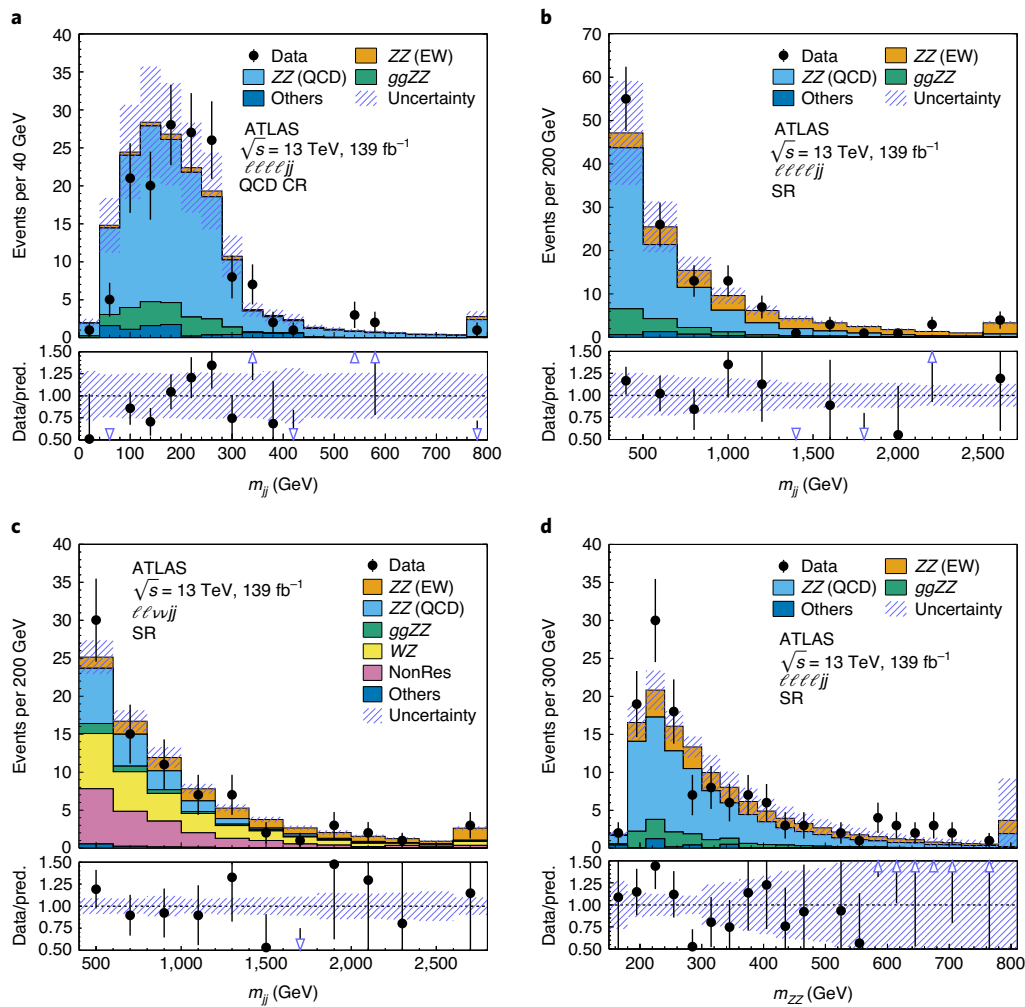 a
Events per 40 GeV
40
35
30
25
20
15
10
5
0
Data
ZZ (EW)
ZZ (QCD)
ggZZ
Others
Uncertainty
ATLAS
√s = 13 TeV, 139 fb⁻¹
ℓℓℓℓjj
QCD CR
Data/pred.
1.50
1.25
1.00
0.75
0.50
0 100 200 300 400 500 600 700 800
m_jj (GeV)
b
Events per 200 GeV
70
60
50
40
30
20
10
0
Data
ZZ (EW)
ZZ (QCD)
ggZZ
Others
Uncertainty
ATLAS
√s = 13 TeV, 139 fb⁻¹
ℓℓℓℓjj
SR
Data/pred.
1.50
1.25
1.00
0.75
0.50
500 1,000 1,500 2,000 2,500
m_jj (GeV)
c
Events per 200 GeV
40
35
30
25
20
15
10
5
0
ATLAS
√s = 13 TeV, 139 fb⁻¹
ℓℓννjj
SR
Data
ZZ (EW)
ZZ (QCD)
ggZZ
WZ
NonRes
Others
Uncertainty
Data/pred.
1.50
1.25
1.00
0.75
0.50
500 1,000 1,500 2,000 2,500
m_jj (GeV)
d
Events per 300 GeV
40
35
30
25
20
15
10
5
0
Data
ZZ (EW)
ZZ (QCD)
ggZZ
Others
Uncertainty
ATLAS
√s = 13 TeV, 139 fb⁻¹
ℓℓℓℓjj
SR
Data/pred.
1.50
1.25
1.00
0.75
0.50
200 300 400 500 600 700 800
m_ZZ (GeV)